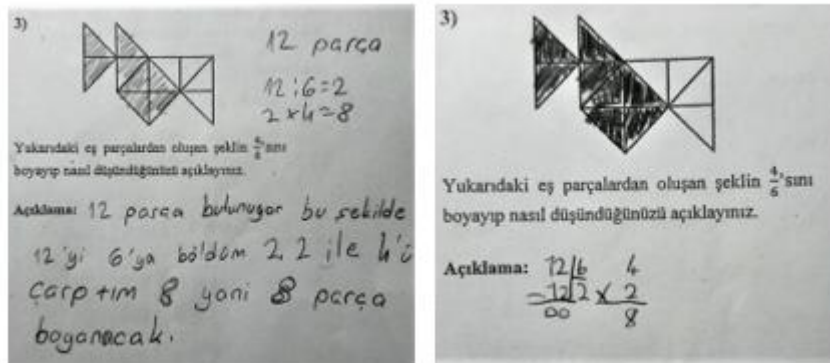 3)
12 parça
12:6=2
2x4=8
Yukarıdaki eş parçalardan oluşan şeklin 4/6'sını
boyayıp nasıl düşündüğünüzü açıklayınız.
Açıklama: 12 parça bulunuyor bu şekilde
12'yi 6'ya böldüm 2 2 ile 4'ü
çarptım 8 yani 8 parça
boyanacak.
3)
Yukarıdaki eş parçalardan oluşan şeklin 4/6'sını
boyayıp nasıl düşündüğünüzü açıklayınız.
Açıklama: 12 6 4
-12 2 x 2
00 8